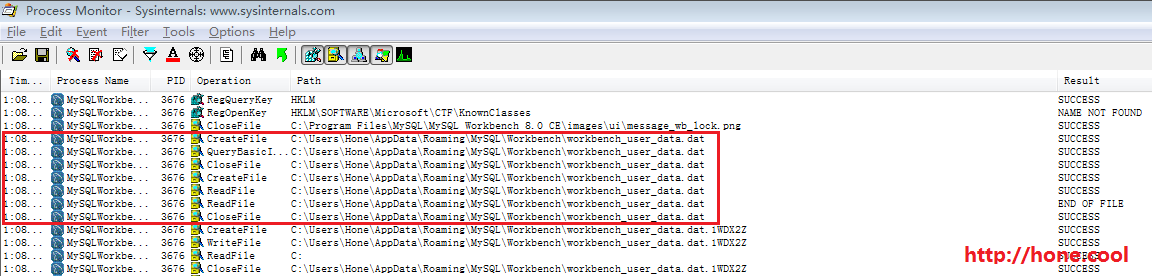 Process Monitor - Sysinternals: www.sysinternals.com
File Edit Event Filter Tools Options Help
Tim... Process Name PID Operation Path Result
1:08... MySQLWorkbe... 3676 RegQueryKey HKLM SUCCESS
1:08... MySQLWorkbe... 3676 RegOpenKey HKLM\SOFTWARE\Microsoft\CTF\KnownClasses NAME NOT FOUND
1:08... MySQLWorkbe... 3676 CloseFile C:\Program Files\MySQL\MySQL Workbench 8.0 CE\images\ui\message_wb_lock.png SUCCESS
1:08... MySQLWorkbe... 3676 CreateFile C:\Users\Hone\AppData\Roaming\MySQL\Workbench\workbench_user_data.dat SUCCESS
1:08... MySQLWorkbe... 3676 QueryBasicI... C:\Users\Hone\AppData\Roaming\MySQL\Workbench\workbench_user_data.dat SUCCESS
1:08... MySQLWorkbe... 3676 CloseFile C:\Users\Hone\AppData\Roaming\MySQL\Workbench\workbench_user_data.dat SUCCESS
1:08... MySQLWorkbe... 3676 CreateFile C:\Users\Hone\AppData\Roaming\MySQL\Workbench\workbench_user_data.dat SUCCESS
1:08... MySQLWorkbe... 3676 ReadFile C:\Users\Hone\AppData\Roaming\MySQL\Workbench\workbench_user_data.dat SUCCESS
1:08... MySQLWorkbe... 3676 ReadFile C:\Users\Hone\AppData\Roaming\MySQL\Workbench\workbench_user_data.dat END OF FILE
1:08... MySQLWorkbe... 3676 CloseFile C:\Users\Hone\AppData\Roaming\MySQL\Workbench\workbench_user_data.dat SUCCESS
1:08... MySQLWorkbe... 3676 CreateFile C:\Users\Hone\AppData\Roaming\MySQL\Workbench\workbench_user_data.dat.1WDX2Z SUCCESS
1:08... MySQLWorkbe... 3676 WriteFile C:\Users\Hone\AppData\Roaming\MySQL\Workbench\workbench_user_data.dat.1WDX2Z SUCCESS
1:08... MySQLWorkbe... 3676 ReadFile C: SUCCESS
1:08... MySQLWorkbe... 3676 CloseFile C:\Users\Hone\AppData\Roaming\MySQL\Workbench\workbench_user_data.dat.1WDX2Z SUCCESS
http://hone.cool